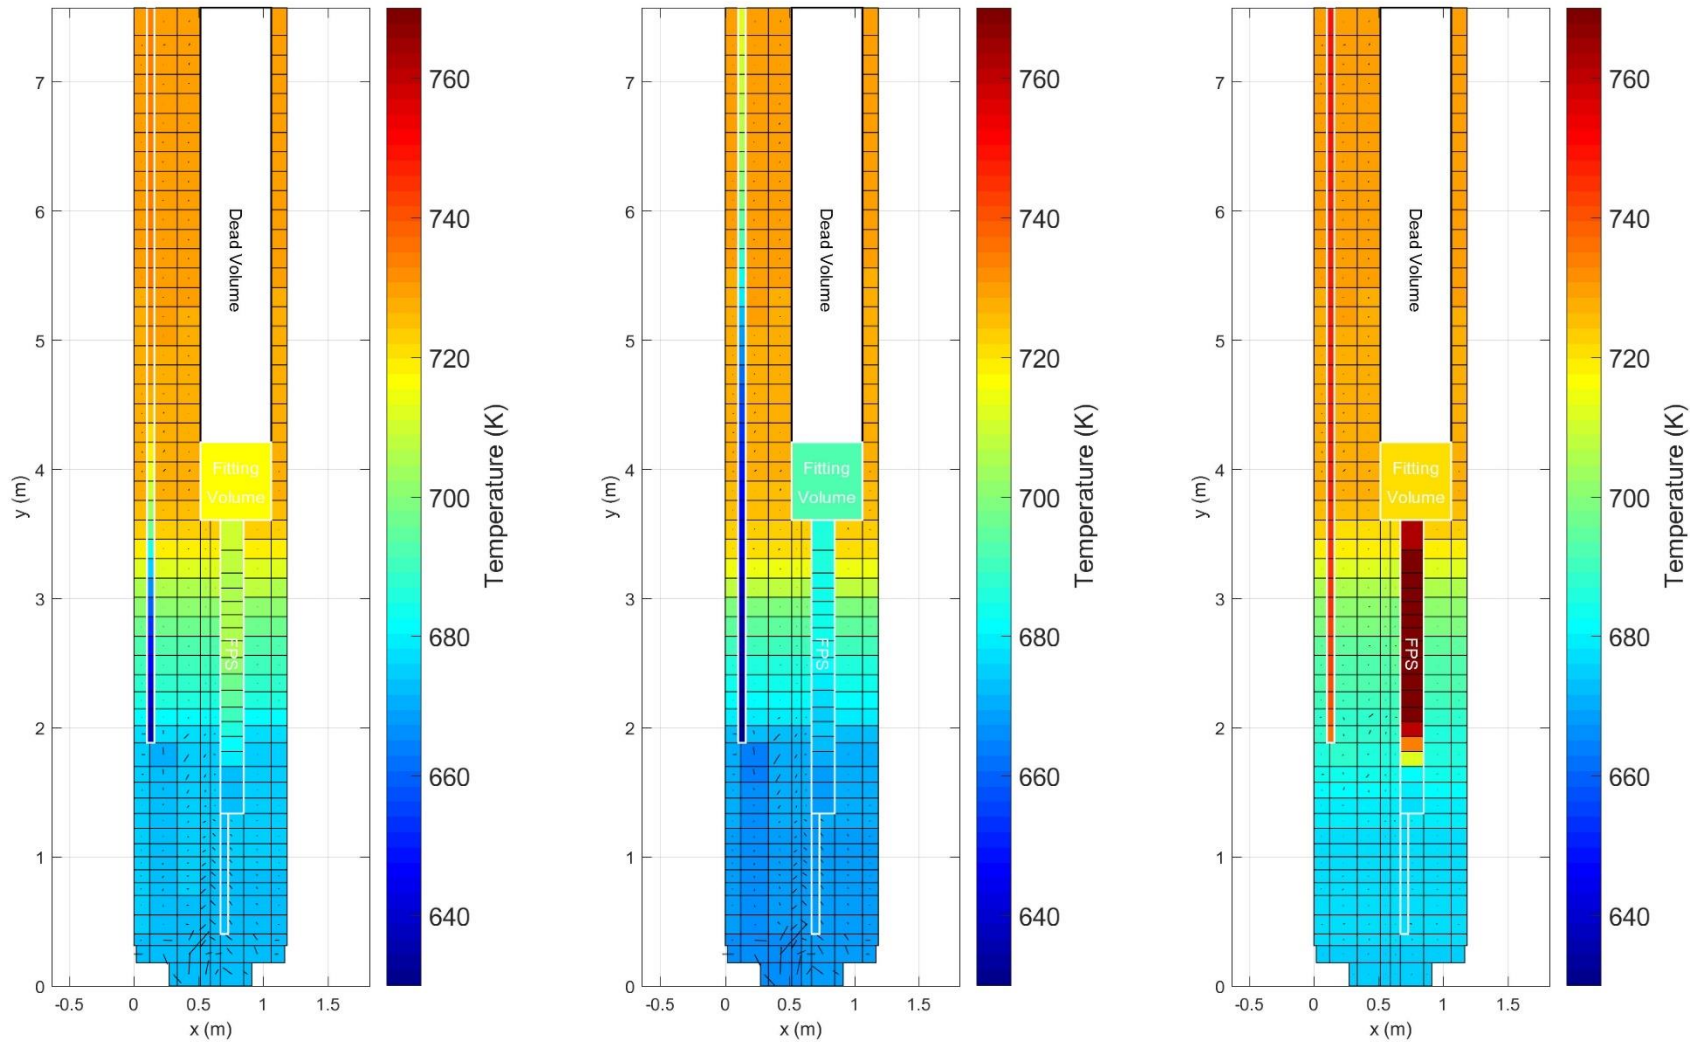 7
6
5
4
3
2
1
0
y (m)
-0.5
0
0.5
1
1.5
x (m)
Dead Volume
Fitting
Volume
FPS
760
740
720
700
680
660
640
Temperature (K)
7
6
5
4
3
2
1
0
y (m)
-0.5
0
0.5
1
1.5
x (m)
Dead Volume
Fitting
Volume
FPS
760
740
720
700
680
660
640
Temperature (K)
7
6
5
4
3
2
1
0
y (m)
-0.5
0
0.5
1
1.5
x (m)
Dead Volume
Fitting
Volume
FPS
760
740
720
700
680
660
640
Temperature (K)